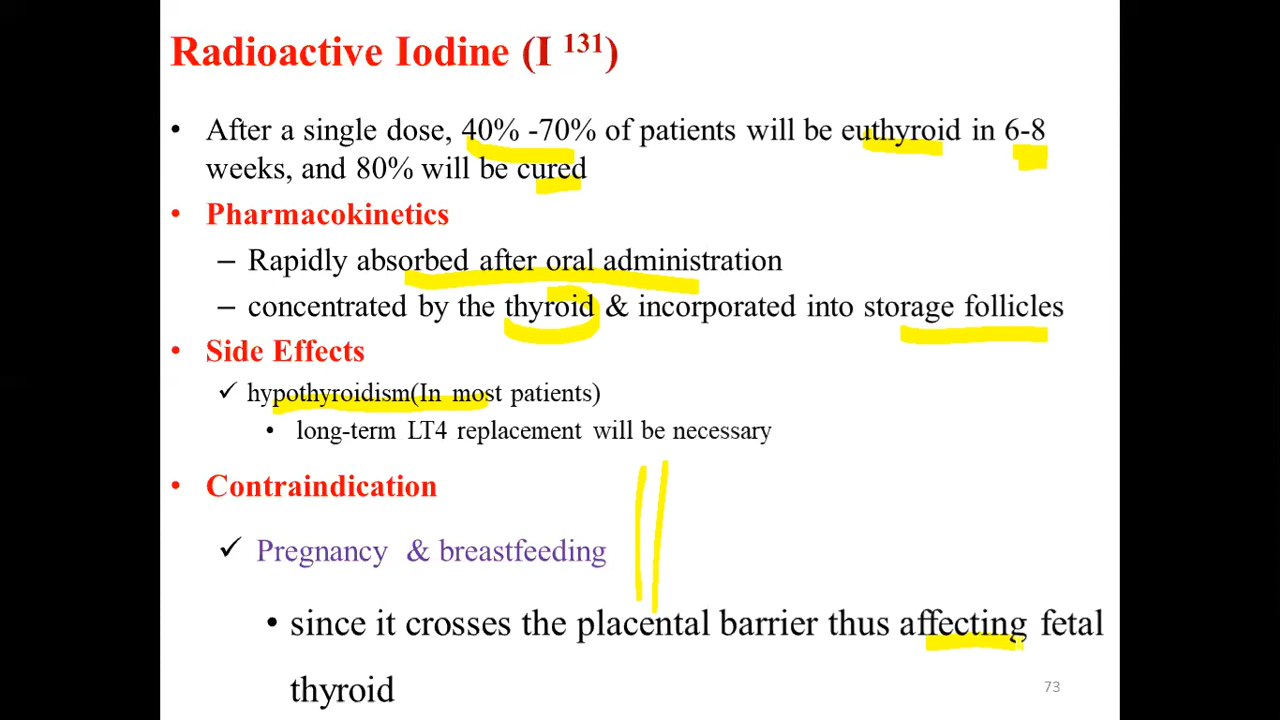 Radioactive Iodine (I 131)
• After a single dose, 40% -70% of patients will be euthyroid in 6-8
weeks, and 80% will be cured
• Pharmacokinetics
– Rapidly absorbed after oral administration
– concentrated by the thyroid & incorporated into storage follicles
• Side Effects
✓ hypothyroidism(In most patients)
• long-term LT4 replacement will be necessary
• Contraindication
✓ Pregnancy & breastfeeding
• since it crosses the placental barrier thus affecting fetal
thyroid
73